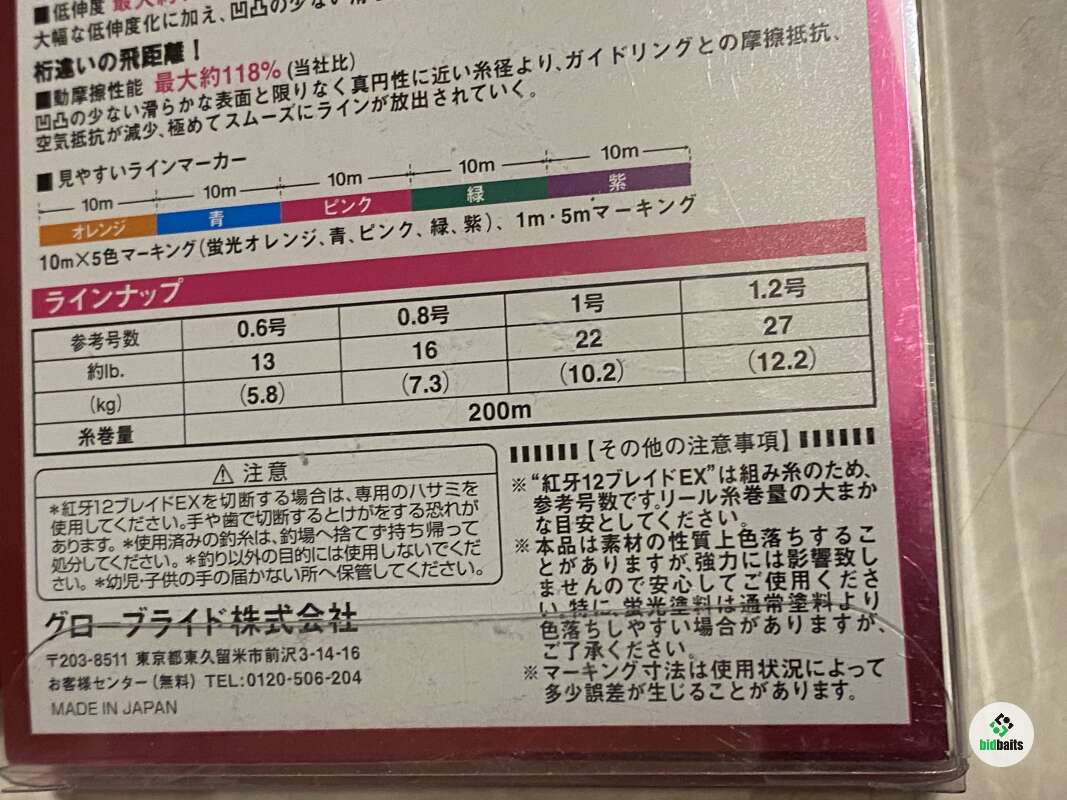 ■低伸度 最大約
大幅な低伸度化に加え、凹凸の少ない滑
桁違いの飛距離！
■動摩擦性能 最大約118% (当社比)
凹凸の少ない滑らかな表面と限りなく真円性に近い糸径より、ガイドリングとの摩擦抵抗、
空気抵抗が減少、極めてスムーズにラインが放出されていく。
■見やすいラインマーカー
10m 10m 10m 10m 10m
オレンジ 青 ピンク 緑 紫
10m×5色マーキング(蛍光オレンジ、青、ピンク、緑、紫)、1m・5mマーキング
ラインナップ
参考号数 0.6号 0.8号 1号 1.2号
約lb. 13 16 22 27
(kg) (5.8) (7.3) (10.2) (12.2)
糸巻量 200m
⚠ 注意
＊紅牙12ブレイドEXを切断する場合は、専用のハサミを
使用してください。手や歯で切断するとけがをする恐れが
あります。＊使用済みの釣糸は、釣場へ捨てず持ち帰って
処分してください。＊釣り以外の目的には使用しないでくだ
さい。＊幼児・子供の手の届かない所へ保管してください。
グローブライド株式会社
〒203-8511 東京都東久留米市前沢3-14-16
お客様センター(無料) TEL:0120-506-204
MADE IN JAPAN
【その他の注意事項】
※“紅牙12ブレイドEX”は組み糸のため、
参考号数です。リール糸巻量の大まか
な目安としてください。
※本品は素材の性質上色落ちするこ
とがありますが、強力には影響致し
ませんので安心してご使用くださ
い。特に、蛍光塗料は通常塗料より
色落ちしやすい場合がありますが、
ご了承ください。
※マーキング寸法は使用状況によって
多少誤差が生じることがあります。
bidbaits